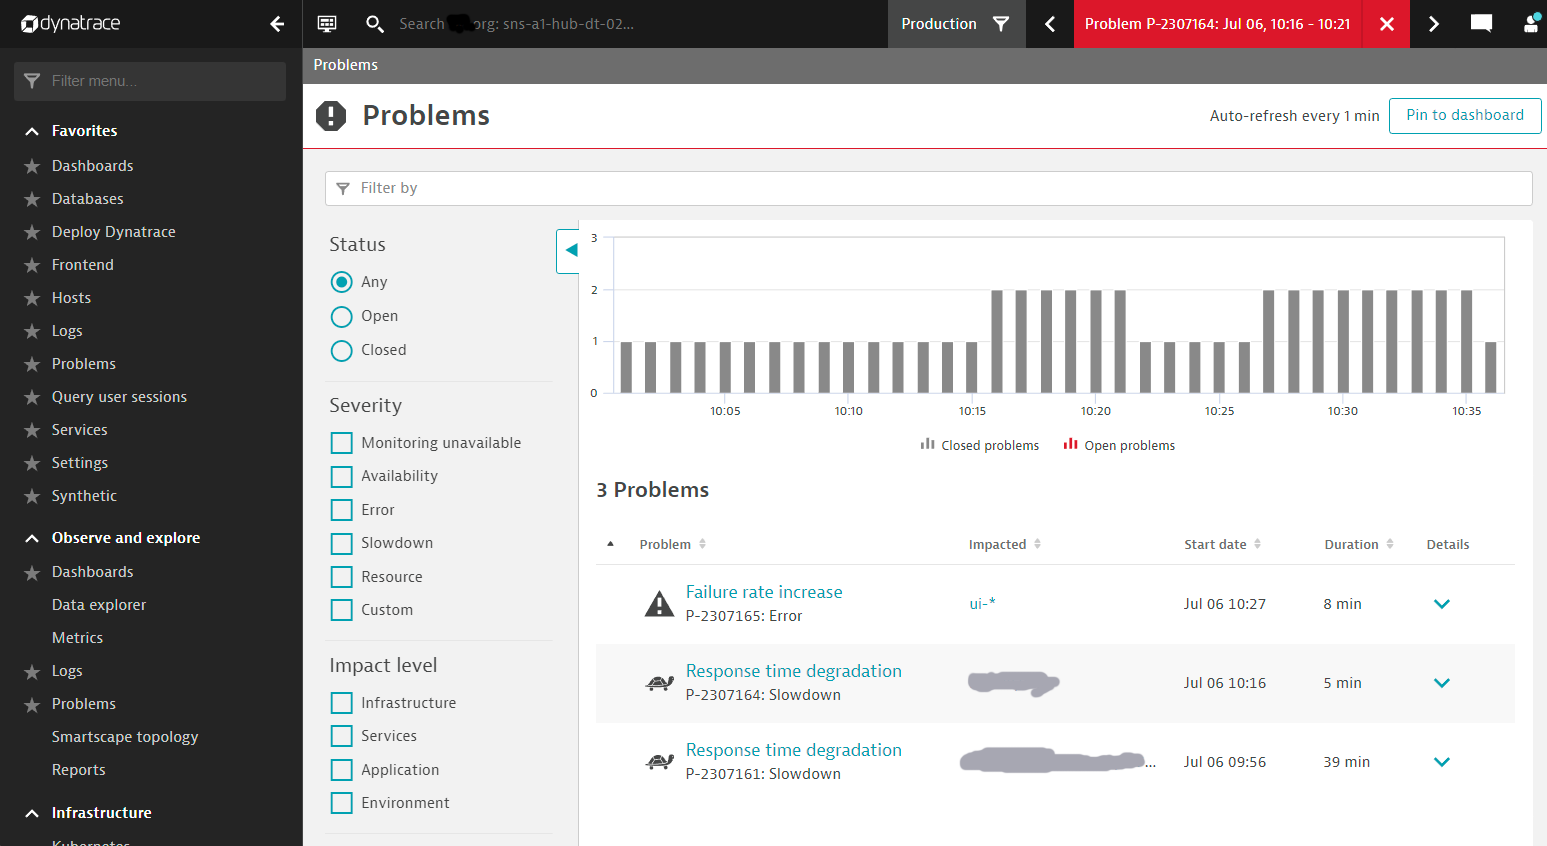 dynatrace
Search org: sns-a1-hub-dt-02...
Production
Problem P-2307164: Jul 06, 10:16 - 10:21
Filter menu...
Problems
Problems
Auto-refresh every 1 min
Pin to dashboard
Filter by
Favorites
Dashboards
Databases
Deploy Dynatrace
Frontend
Hosts
Logs
Problems
Query user sessions
Services
Settings
Synthetic
Observe and explore
Dashboards
Data explorer
Metrics
Logs
Problems
Smartscape topology
Reports
Infrastructure
Kubernetes
Status
Any
Open
Closed
Severity
Monitoring unavailable
Availability
Error
Slowdown
Resource
Custom
Impact level
Infrastructure
Services
Application
Environment
3
2
1
0
10:05 10:10 10:15 10:20 10:25 10:30 10:35
Closed problems Open problems
3 Problems
Problem Impacted Start date Duration Details
Failure rate increase
P-2307165: Error
ui-* Jul 06 10:27 8 min
Response time degradation
P-2307164: Slowdown
Jul 06 10:16 5 min
Response time degradation
P-2307161: Slowdown
... Jul 06 09:56 39 min